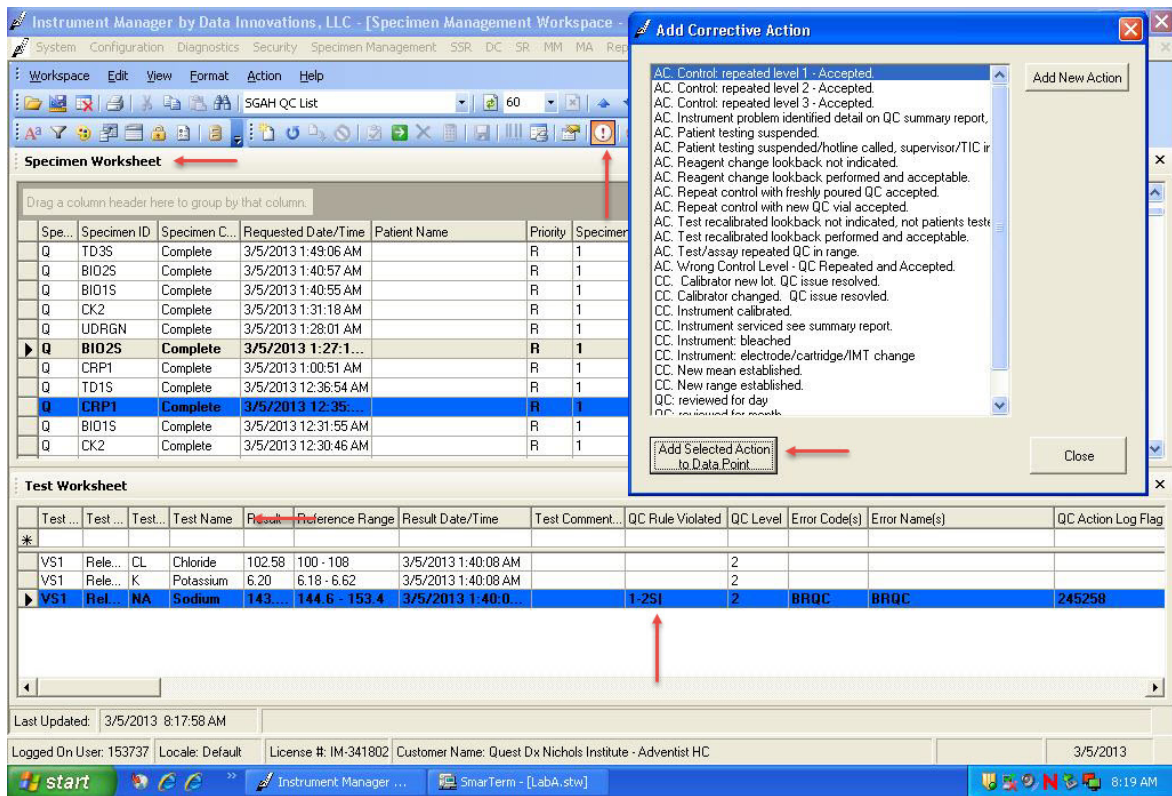 Instrument Manager by Data Innovations, LLC - [Specimen Management Workspace -
System Configuration Diagnostics Security Specimen Management SSR DC SR MM MA Rep
Workspace Edit View Format Action Help
SGAH QC List 60
Specimen Worksheet
Drag a column header here to group by that column.
Spe... Specimen ID Specimen C... Requested Date/Time Patient Name Priority Specimen
Q TD3S Complete 3/5/2013 1:49:06 AM R 1
Q BIO2S Complete 3/5/2013 1:40:57 AM R 1
Q BIO1S Complete 3/5/2013 1:40:55 AM R 1
Q CK2 Complete 3/5/2013 1:31:18 AM R 1
Q UDRGN Complete 3/5/2013 1:28:01 AM R 1
Q BIO2S Complete 3/5/2013 1:27:1... R 1
Q CRP1 Complete 3/5/2013 1:00:51 AM R 1
Q TD1S Complete 3/5/2013 12:36:54 AM R 1
Q CRP1 Complete 3/5/2013 12:35:... R 1
Q BIO1S Complete 3/5/2013 12:31:55 AM R 1
Q CK2 Complete 3/5/2013 12:30:46 AM R 1
Add Corrective Action
AC. Control: repeated level 1 - Accepted.
AC. Control: repeated level 2 - Accepted.
AC. Control: repeated level 3 - Accepted.
AC. Instrument problem identified detail on QC summary report,
AC. Patient testing suspended.
AC. Patient testing suspended/hotline called, supervisor/TIC ir
AC. Reagent change lookback not indicated.
AC. Reagent change lookback performed and acceptable.
AC. Repeat control with freshly poured QC accepted.
AC. Repeat control with new QC vial accepted.
AC. Test recalibrated lookback not indicated, not patients teste
AC. Test recalibrated lookback performed and acceptable.
AC. Test/assay repeated QC in range.
AC. Wrong Control Level - QC Repeated and Accepted.
CC. Calibrator new lot. QC issue resolved.
CC. Calibrator changed. QC issue resovled.
CC. Instrument calibrated.
CC. Instrument serviced see summary report.
CC. Instrument: bleached
CC. Instrument: electrode/cartridge/IMT change
CC. New mean established.
CC. New range established.
QC: reviewed for day
QC: reviewed for month
Add New Action
Add Selected Action
to Data Point
Close
Test Worksheet
Test ... Test ... Test... Test Name Result Reference Range Result Date/Time Test Comment... QC Rule Violated QC Level Error Code(s) Error Name(s) QC Action Log Flag
VS1 Rele... CL Chloride 102.58 100 - 108 3/5/2013 1:40:08 AM 2
VS1 Rele... K Potassium 6.20 6.18 - 6.62 3/5/2013 1:40:08 AM 2
VS1 Rel... NA Sodium 143.... 144.6 - 153.4 3/5/2013 1:40:0... 1-2S| 2 BRQC BRQC 245258
Last Updated: 3/5/2013 8:17:58 AM
Logged On User: 153737 Locale: Default License #: IM-341802 Customer Name: Quest Dx Nichols Institute - Adventist HC 3/5/2013
start Instrument Manager ... SmarTerm - [LabA.stw] 8:19 AM